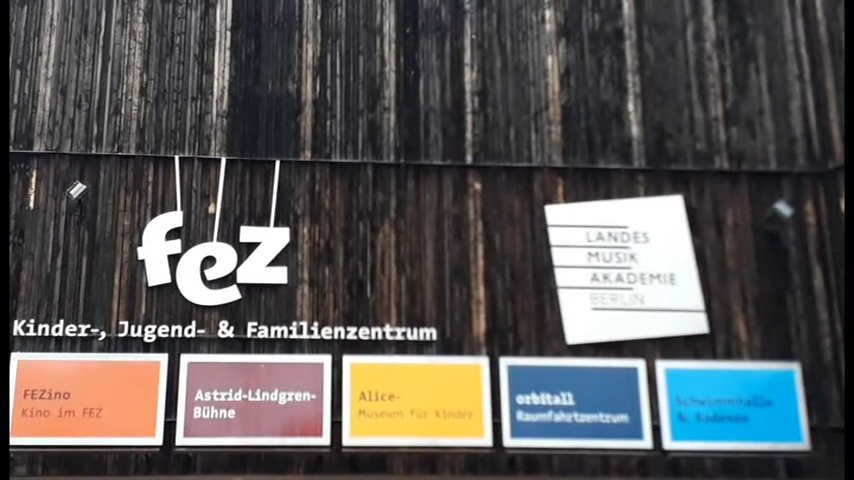 fez
LANDES
MUSIK
AKADEMIE
BERLIN
Kinder-, Jugend- & Familienzentrum
FEZino
Kino im FEZ
Astrid-Lindgren-
Bühne
Alice-
Museum für Kinder
orbitall
Raumfahrtzentrum
Schwimmhalle